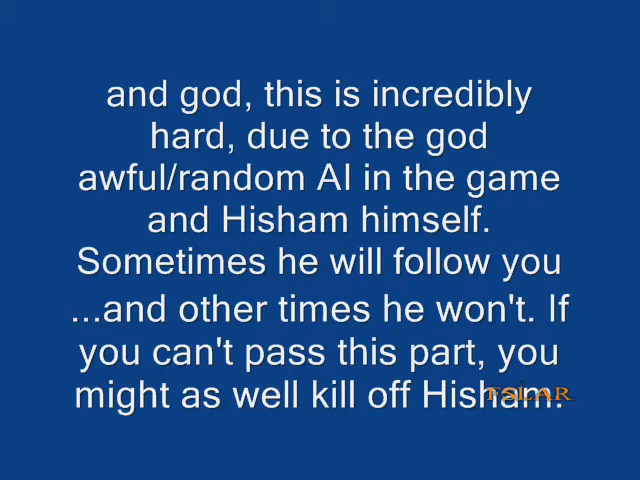 and god, this is incredibly
hard, due to the god
awful/random AI in the game
and Hisham himself.
Sometimes he will follow you
...and other times he won't. If
you can't pass this part, you
might as well kill off Hisham.
FSLAR